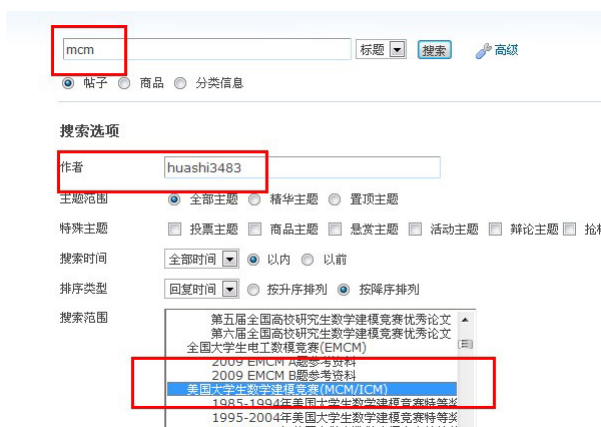 mcm 标题 搜索 高级
帖子 商品 分类信息
搜索选项
作者 huashi3483
主题范围 全部主题 精华主题 置顶主题
特殊主题 投票主题 商品主题 悬赏主题 活动主题 辩论主题
搜索时间 全部时间 以内 以前
排序类型 回复时间 按升序排列 按降序排列
搜索范围 第五届全国高校研究生数学建模竞赛优秀论文
第六届全国高校研究生数学建模竞赛优秀论文
全国大学生电工数模竞赛(EMCM)
2009 EMCM A题参考资料
2009 EMCM B题参考资料
美国大学生数学建模竞赛(MCM/ICM)
1985-1994年美国大学生数学建模竞赛特等奖
1995-2004年美国大学生数学建模竞赛特等奖